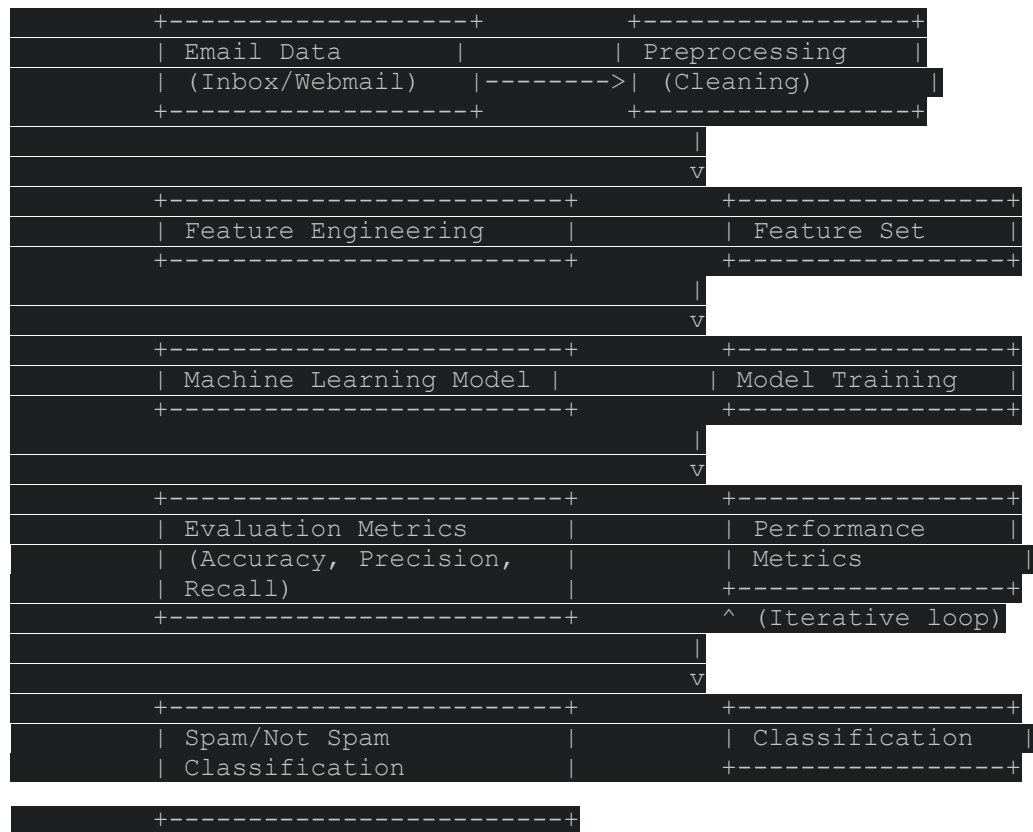 +-------------------+ +-----------------+
| Email Data | | Preprocessing |
| (Inbox/Webmail) |-------->| (Cleaning) |
+-------------------+ +-----------------+
|
v
+-------------------------+ +-----------------+
| Feature Engineering | | Feature Set |
+-------------------------+ +-----------------+
|
v
+-------------------------+ +-----------------+
| Machine Learning Model | | Model Training |
+-------------------------+ +-----------------+
|
v
+-------------------------+ +-----------------+
| Evaluation Metrics | | Performance |
| (Accuracy, Precision, | | Metrics |
| Recall) | +-----------------+
+-------------------------+ ^ (Iterative loop)
|
v
+-------------------------+ +-----------------+
| Spam/Not Spam | | Classification |
| Classification | +-----------------+
+-------------------------+